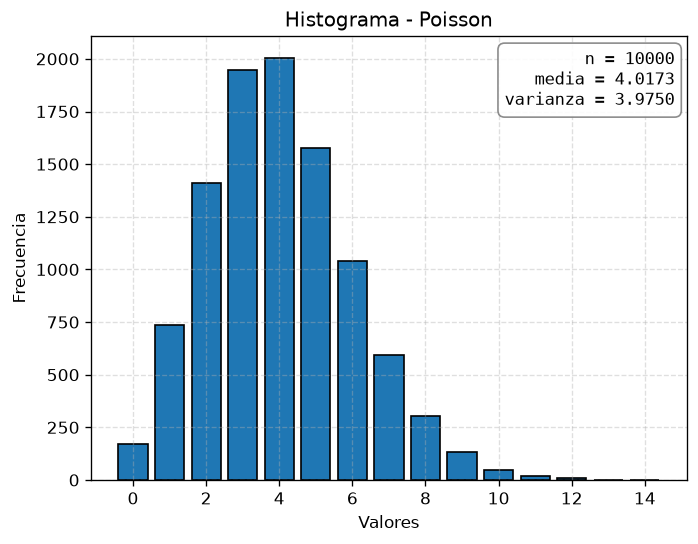 Histograma - Poisson
n = 10000
media = 4.0173
varianza = 3.9750
Frecuencia
2000
1750
1500
1250
1000
750
500
250
0
0 2 4 6 8 10 12 14
Valores